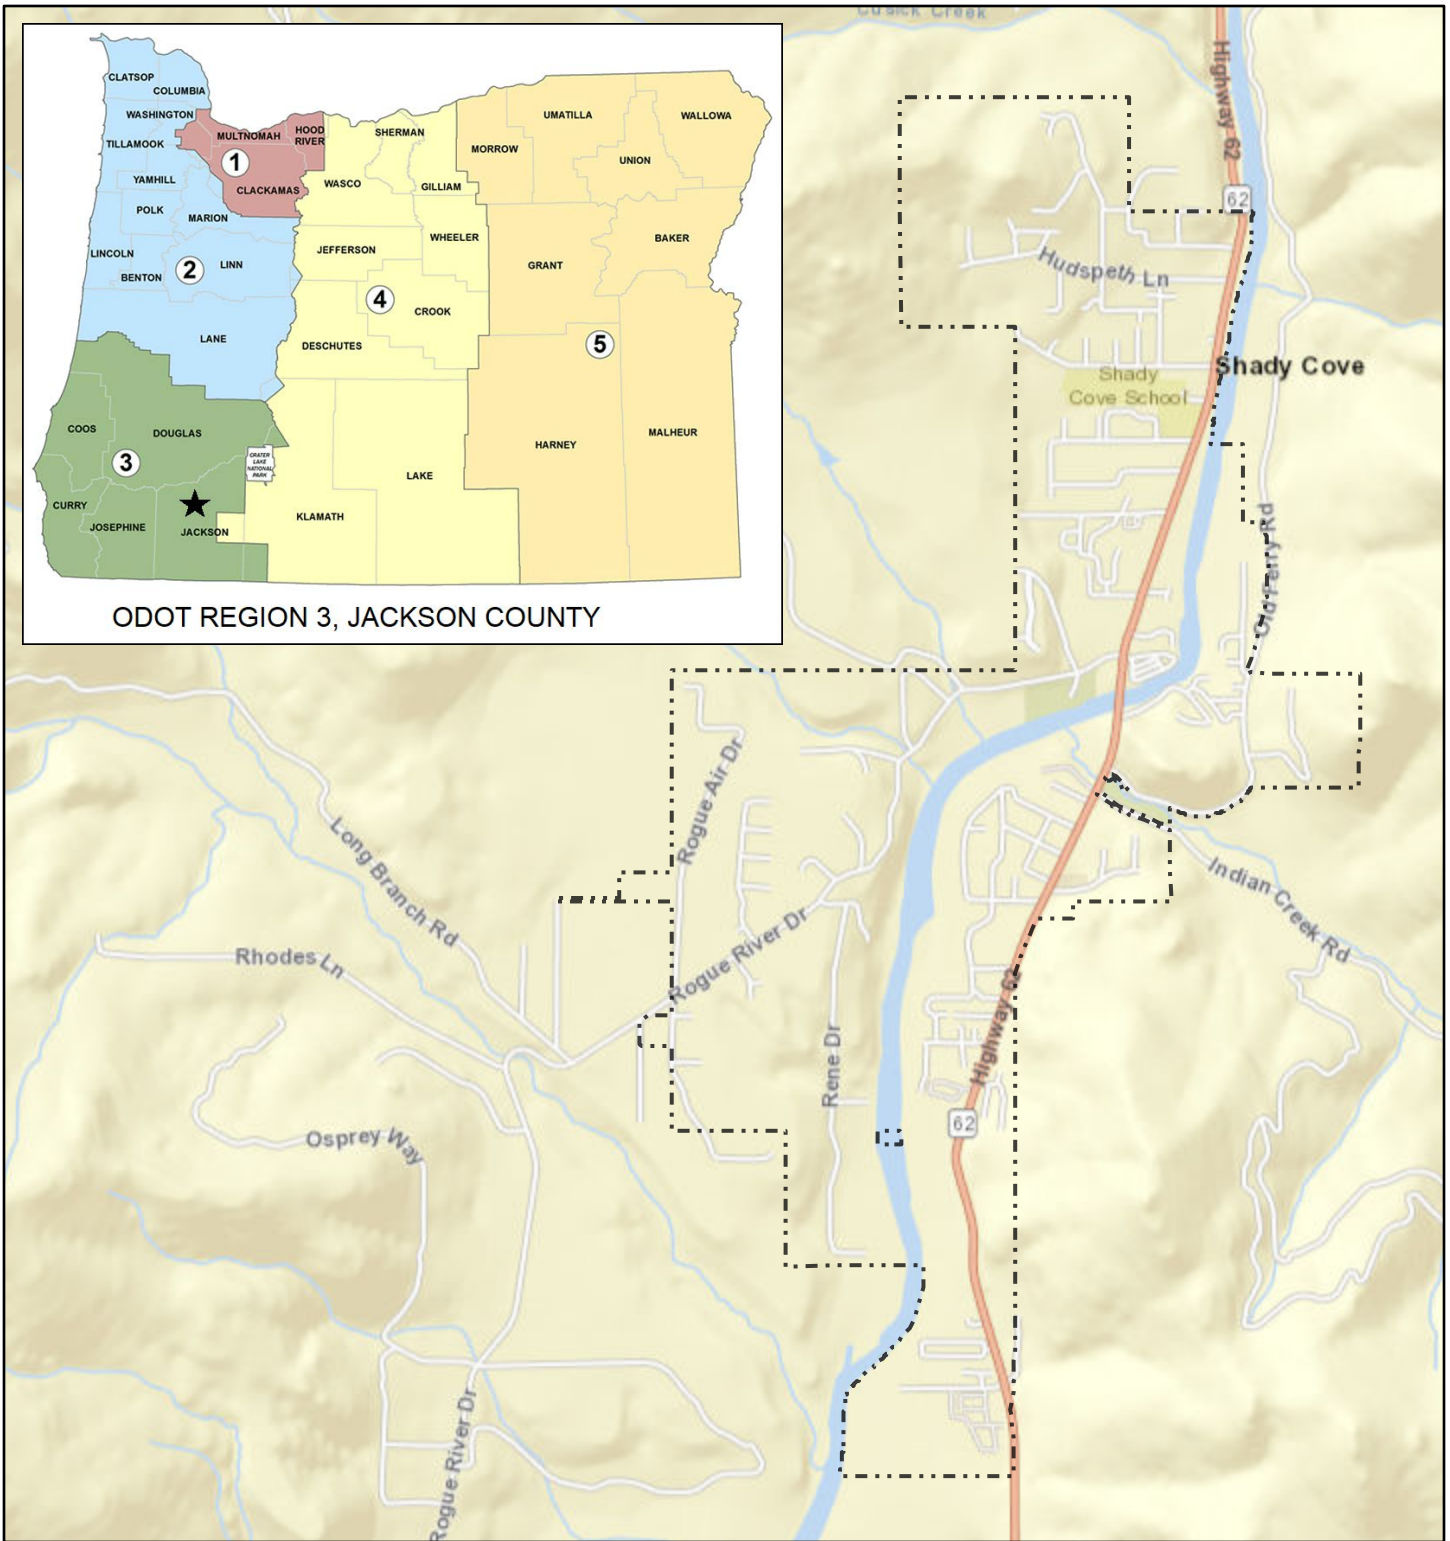 Cusick Creek
CLATSOP
COLUMBIA
WASHINGTON
TILLAMOOK
MULTNOMAH
HOOD
RIVER
1
CLACKAMAS
YAMHILL
POLK
MARION
LINCOLN
BENTON
2
LINN
LANE
SHERMAN
WASCO
GILLIAM
JEFFERSON
WHEELER
4
CROOK
DESCHUTES
UMATILLA
WALLOWA
MORROW
UNION
BAKER
GRANT
5
HARNEY
MALHEUR
COOS
DOUGLAS
3
CRATER
LAKE
NATIONAL
PARK
CURRY
JOSEPHINE
JACKSON
KLAMATH
LAKE
ODOT REGION 3, JACKSON COUNTY
Highway 62
62
Hudspeth Ln
Shady Cove
Shady
Cove School
Old Ferry Rd
Rogue Air Dr
Long Branch Rd
Indian Creek Rd
Rhodes Ln
Rogue River Dr
Highway 62
Rene Dr
62
Osprey Way
Rogue River Dr